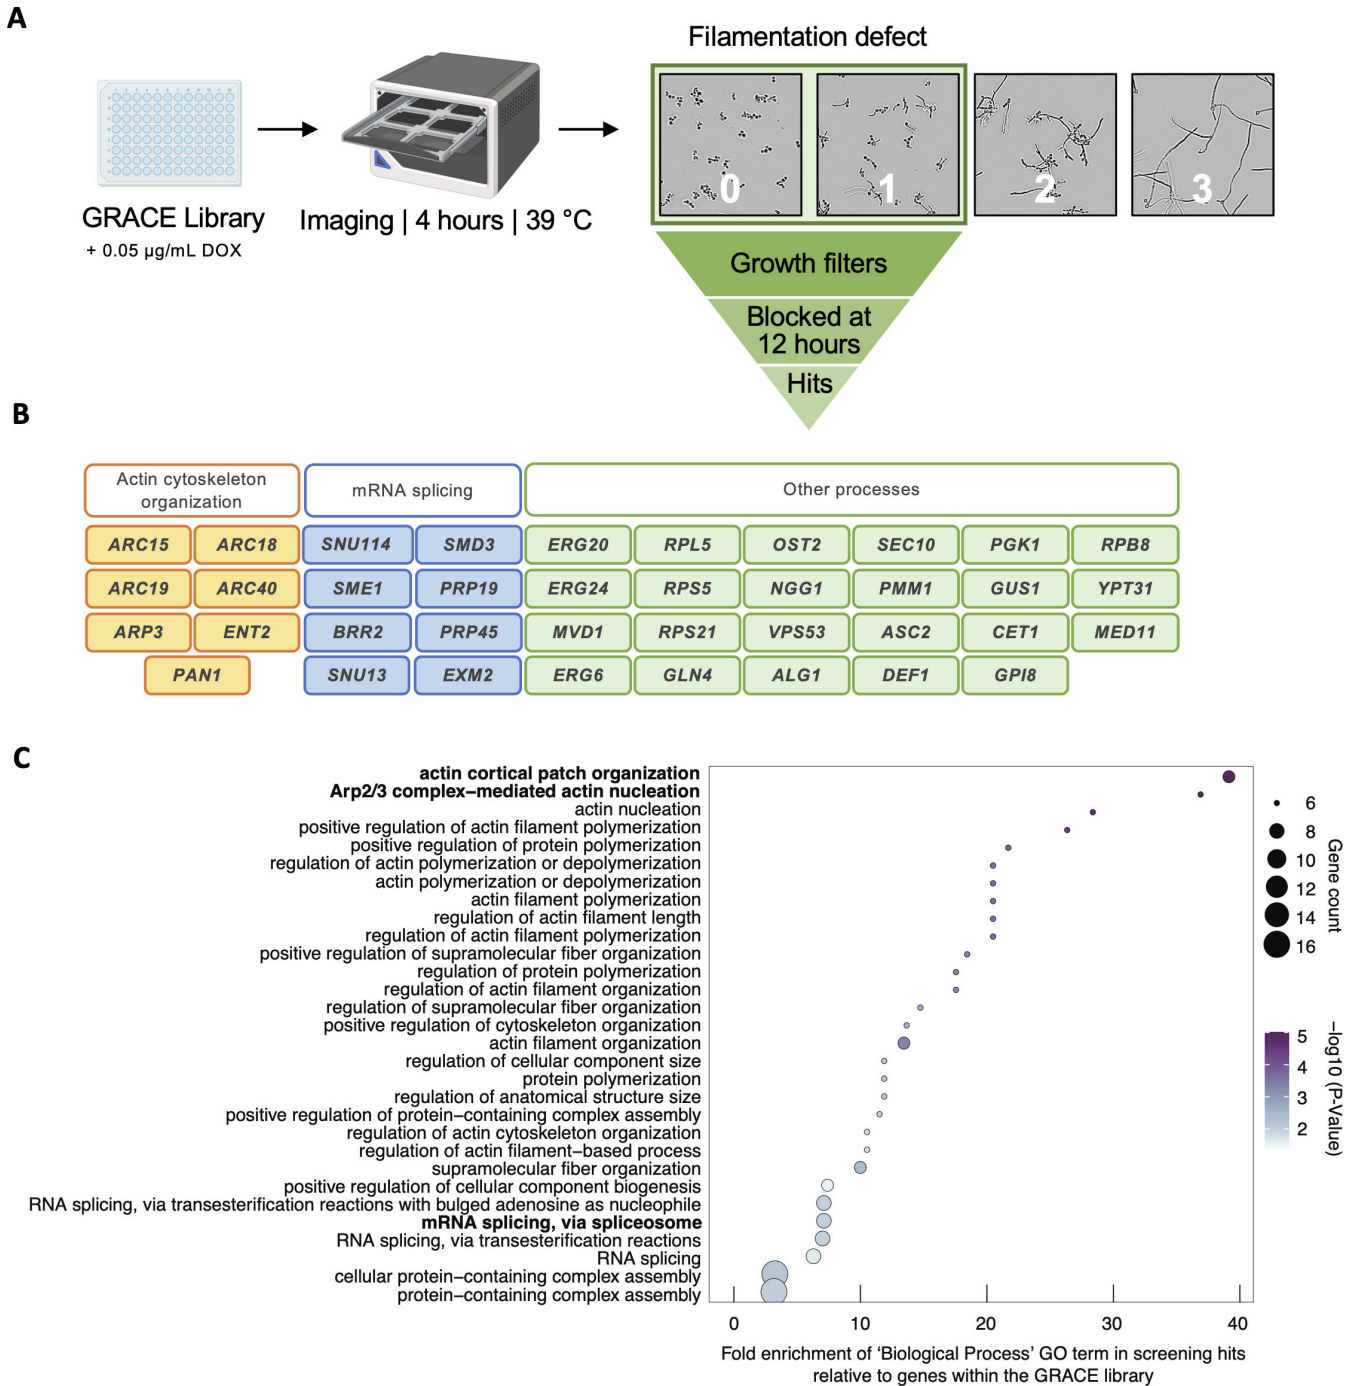 A
Filamentation defect
0
1
2
3
GRACE Library
+ 0.05 µg/mL DOX
Imaging | 4 hours | 39 °C
Growth filters
Blocked at
12 hours
Hits
B
Actin cytoskeleton
organization
mRNA splicing
Other processes
ARC15 ARC18 SNU114 SMD3 ERG20 RPL5 OST2 SEC10 PGK1 RPB8
ARC19 ARC40 SME1 PRP19 ERG24 RPS5 NGG1 PMM1 GUS1 YPT31
ARP3 ENT2 BRR2 PRP45 MVD1 RPS21 VPS53 ASC2 CET1 MED11
PAN1 SNU13 EXM2 ERG6 GLN4 ALG1 DEF1 GPI8
C
actin cortical patch organization
Arp2/3 complex−mediated actin nucleation
actin nucleation
positive regulation of actin filament polymerization
positive regulation of protein polymerization
regulation of actin polymerization or depolymerization
actin polymerization or depolymerization
actin filament polymerization
regulation of actin filament length
regulation of actin filament polymerization
positive regulation of supramolecular fiber organization
regulation of protein polymerization
regulation of actin filament organization
regulation of supramolecular fiber organization
positive regulation of cytoskeleton organization
actin filament organization
regulation of cellular component size
protein polymerization
regulation of anatomical structure size
positive regulation of protein−containing complex assembly
regulation of actin cytoskeleton organization
regulation of actin filament−based process
supramolecular fiber organization
positive regulation of cellular component biogenesis
RNA splicing, via transesterification reactions with bulged adenosine as nucleophile
mRNA splicing, via spliceosome
RNA splicing, via transesterification reactions
RNA splicing
cellular protein−containing complex assembly
protein−containing complex assembly
0 10 20 30 40
Fold enrichment of ‘Biological Process’ GO term in screening hits
relative to genes within the GRACE library
6
8
10
12
14
16
Gene count
5
4
3
2
−log10 (P-Value)